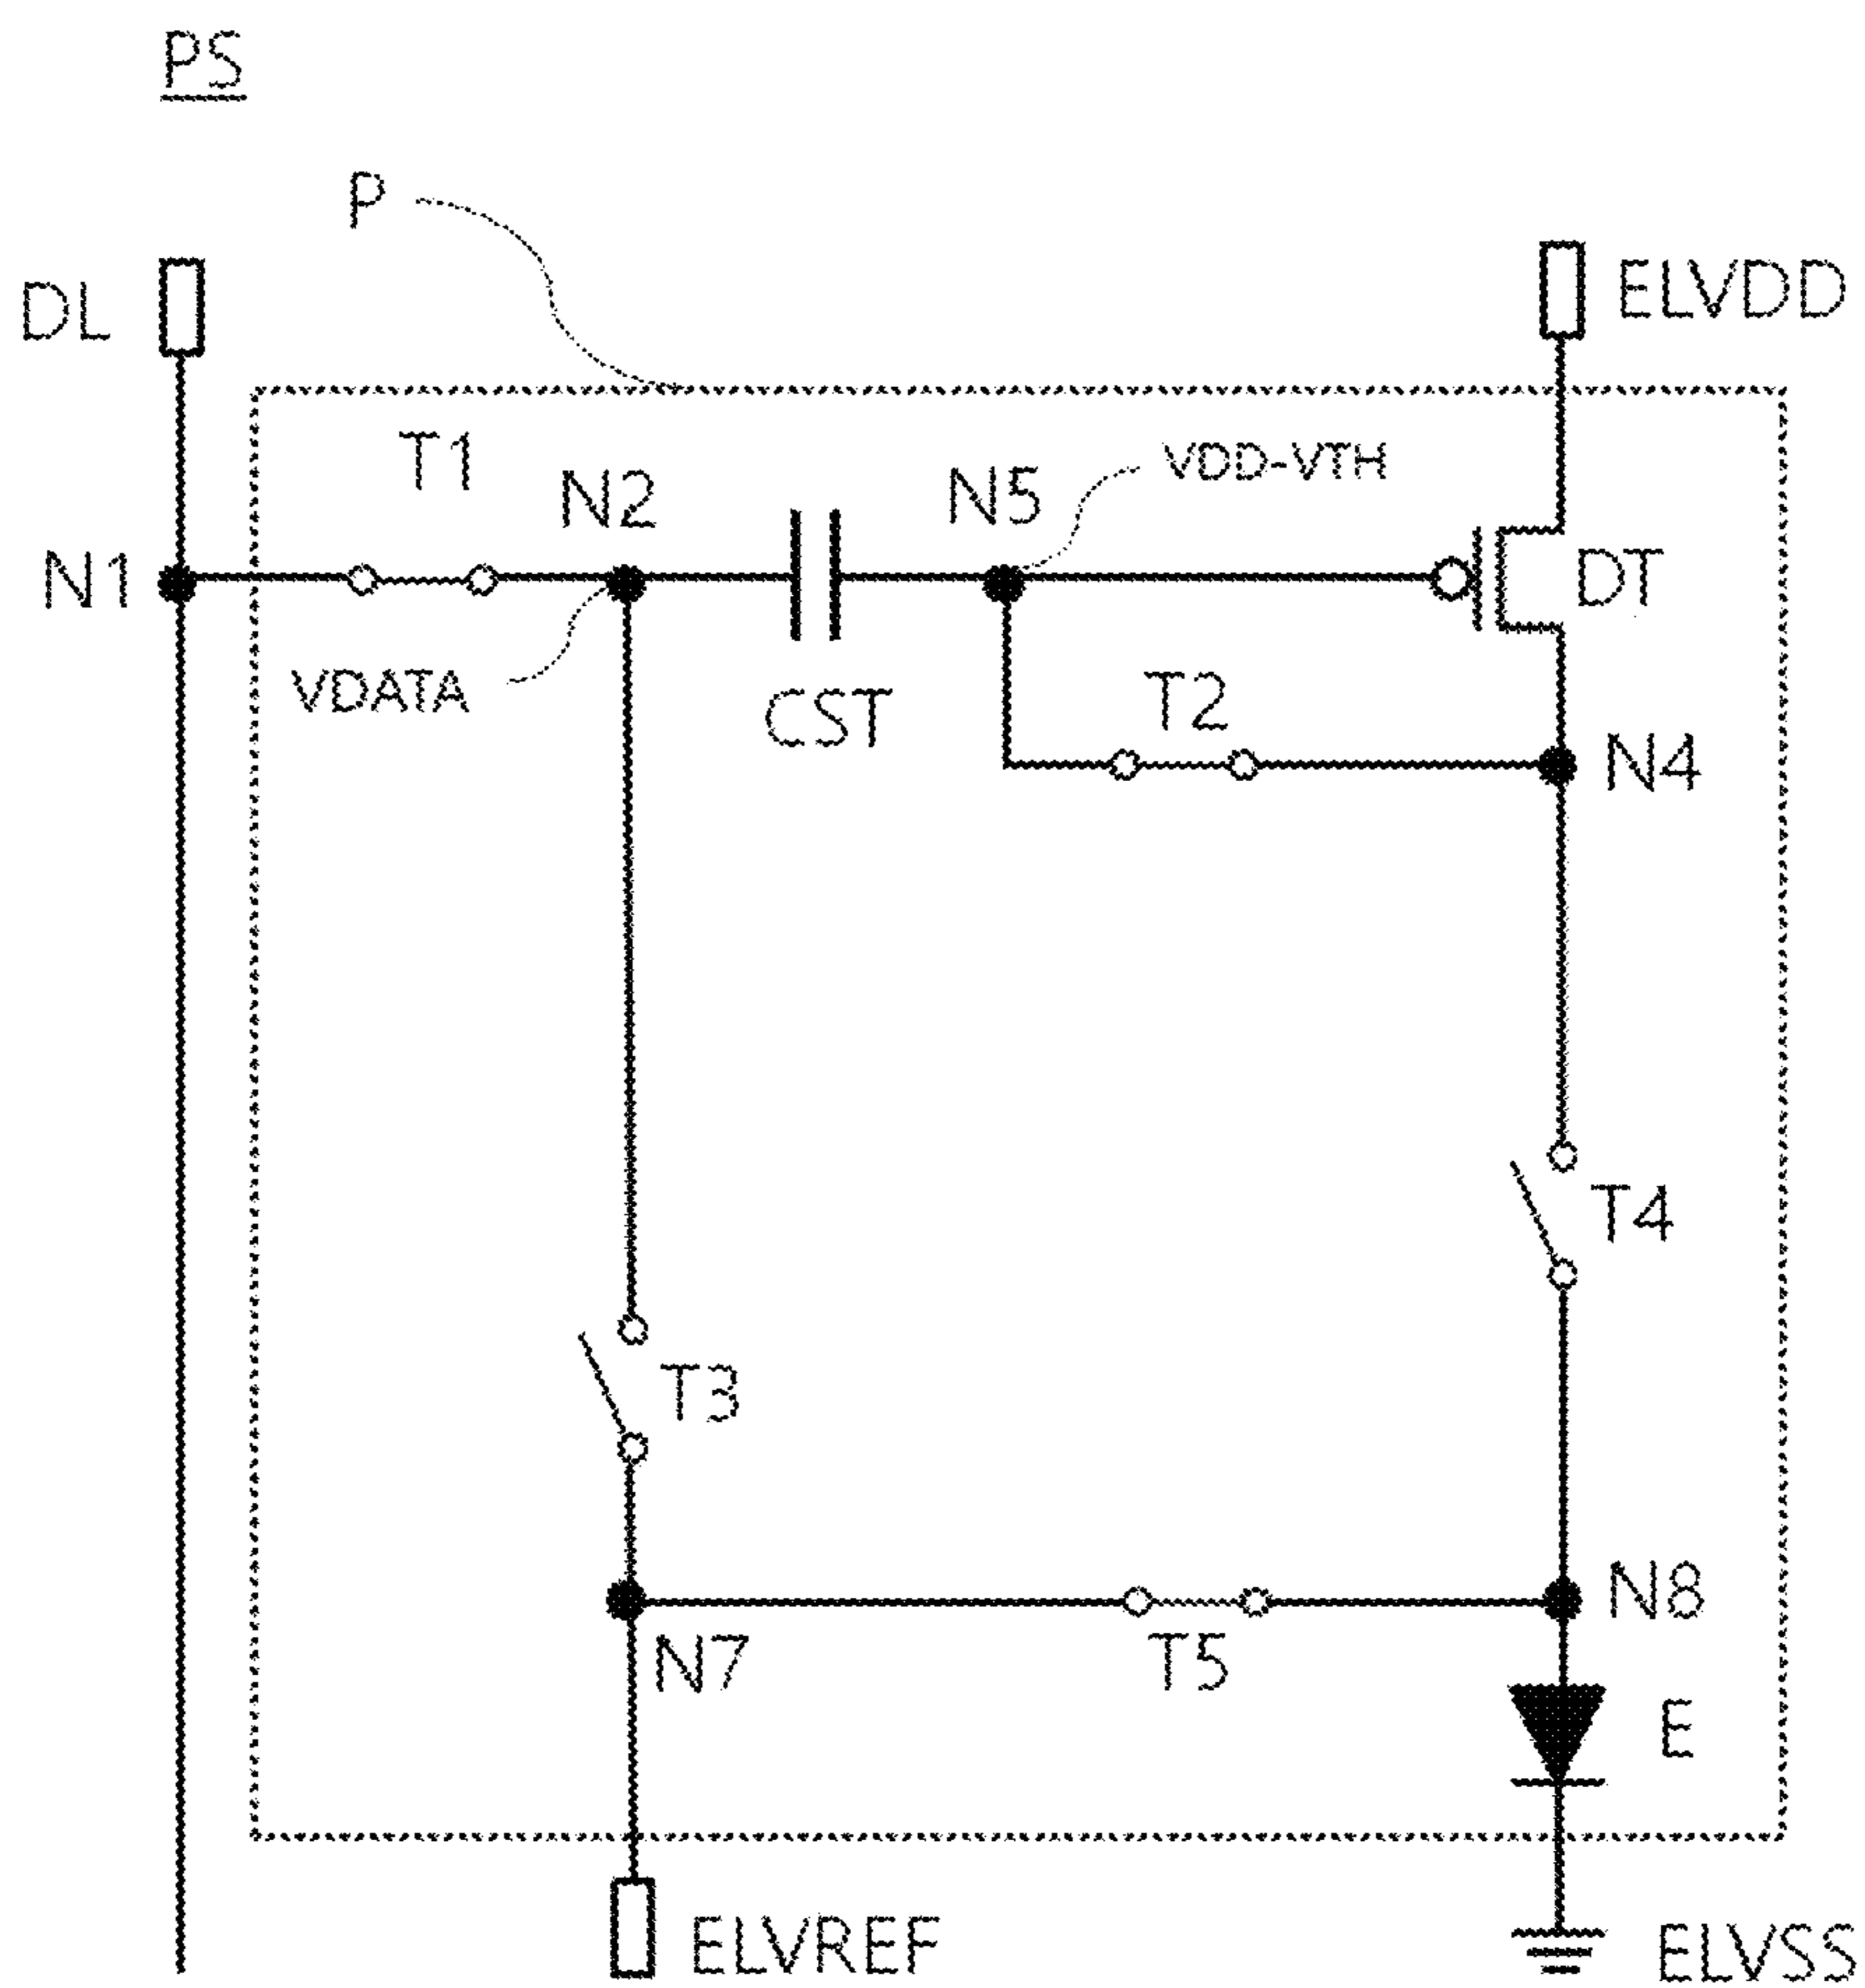 PS
P
DL
ELVDD
T1
N2
N5
VDD-VTH
N1
DT
VDATA
CST
T2
N4
T4
T3
N8
N7
T5
E
ELVREF
ELVSS